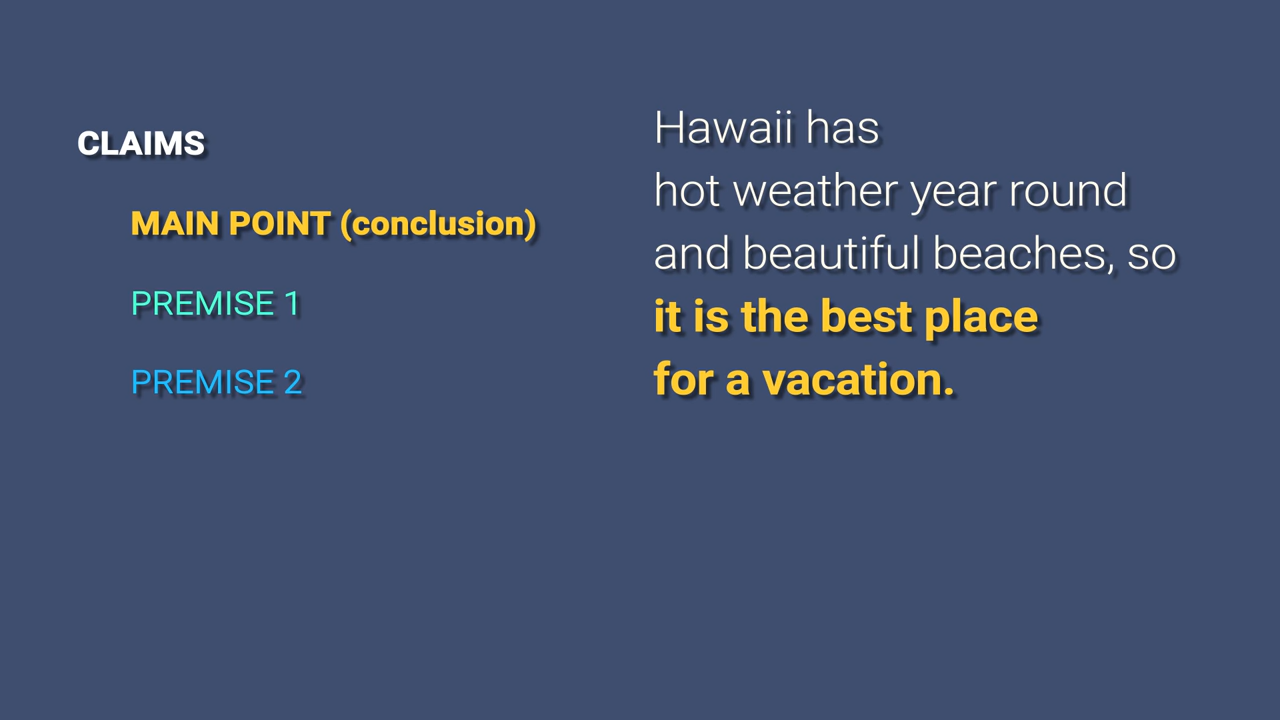 CLAIMS
MAIN POINT (conclusion)
PREMISE 1
PREMISE 2
Hawaii has
hot weather year round
and beautiful beaches, so
it is the best place
for a vacation.